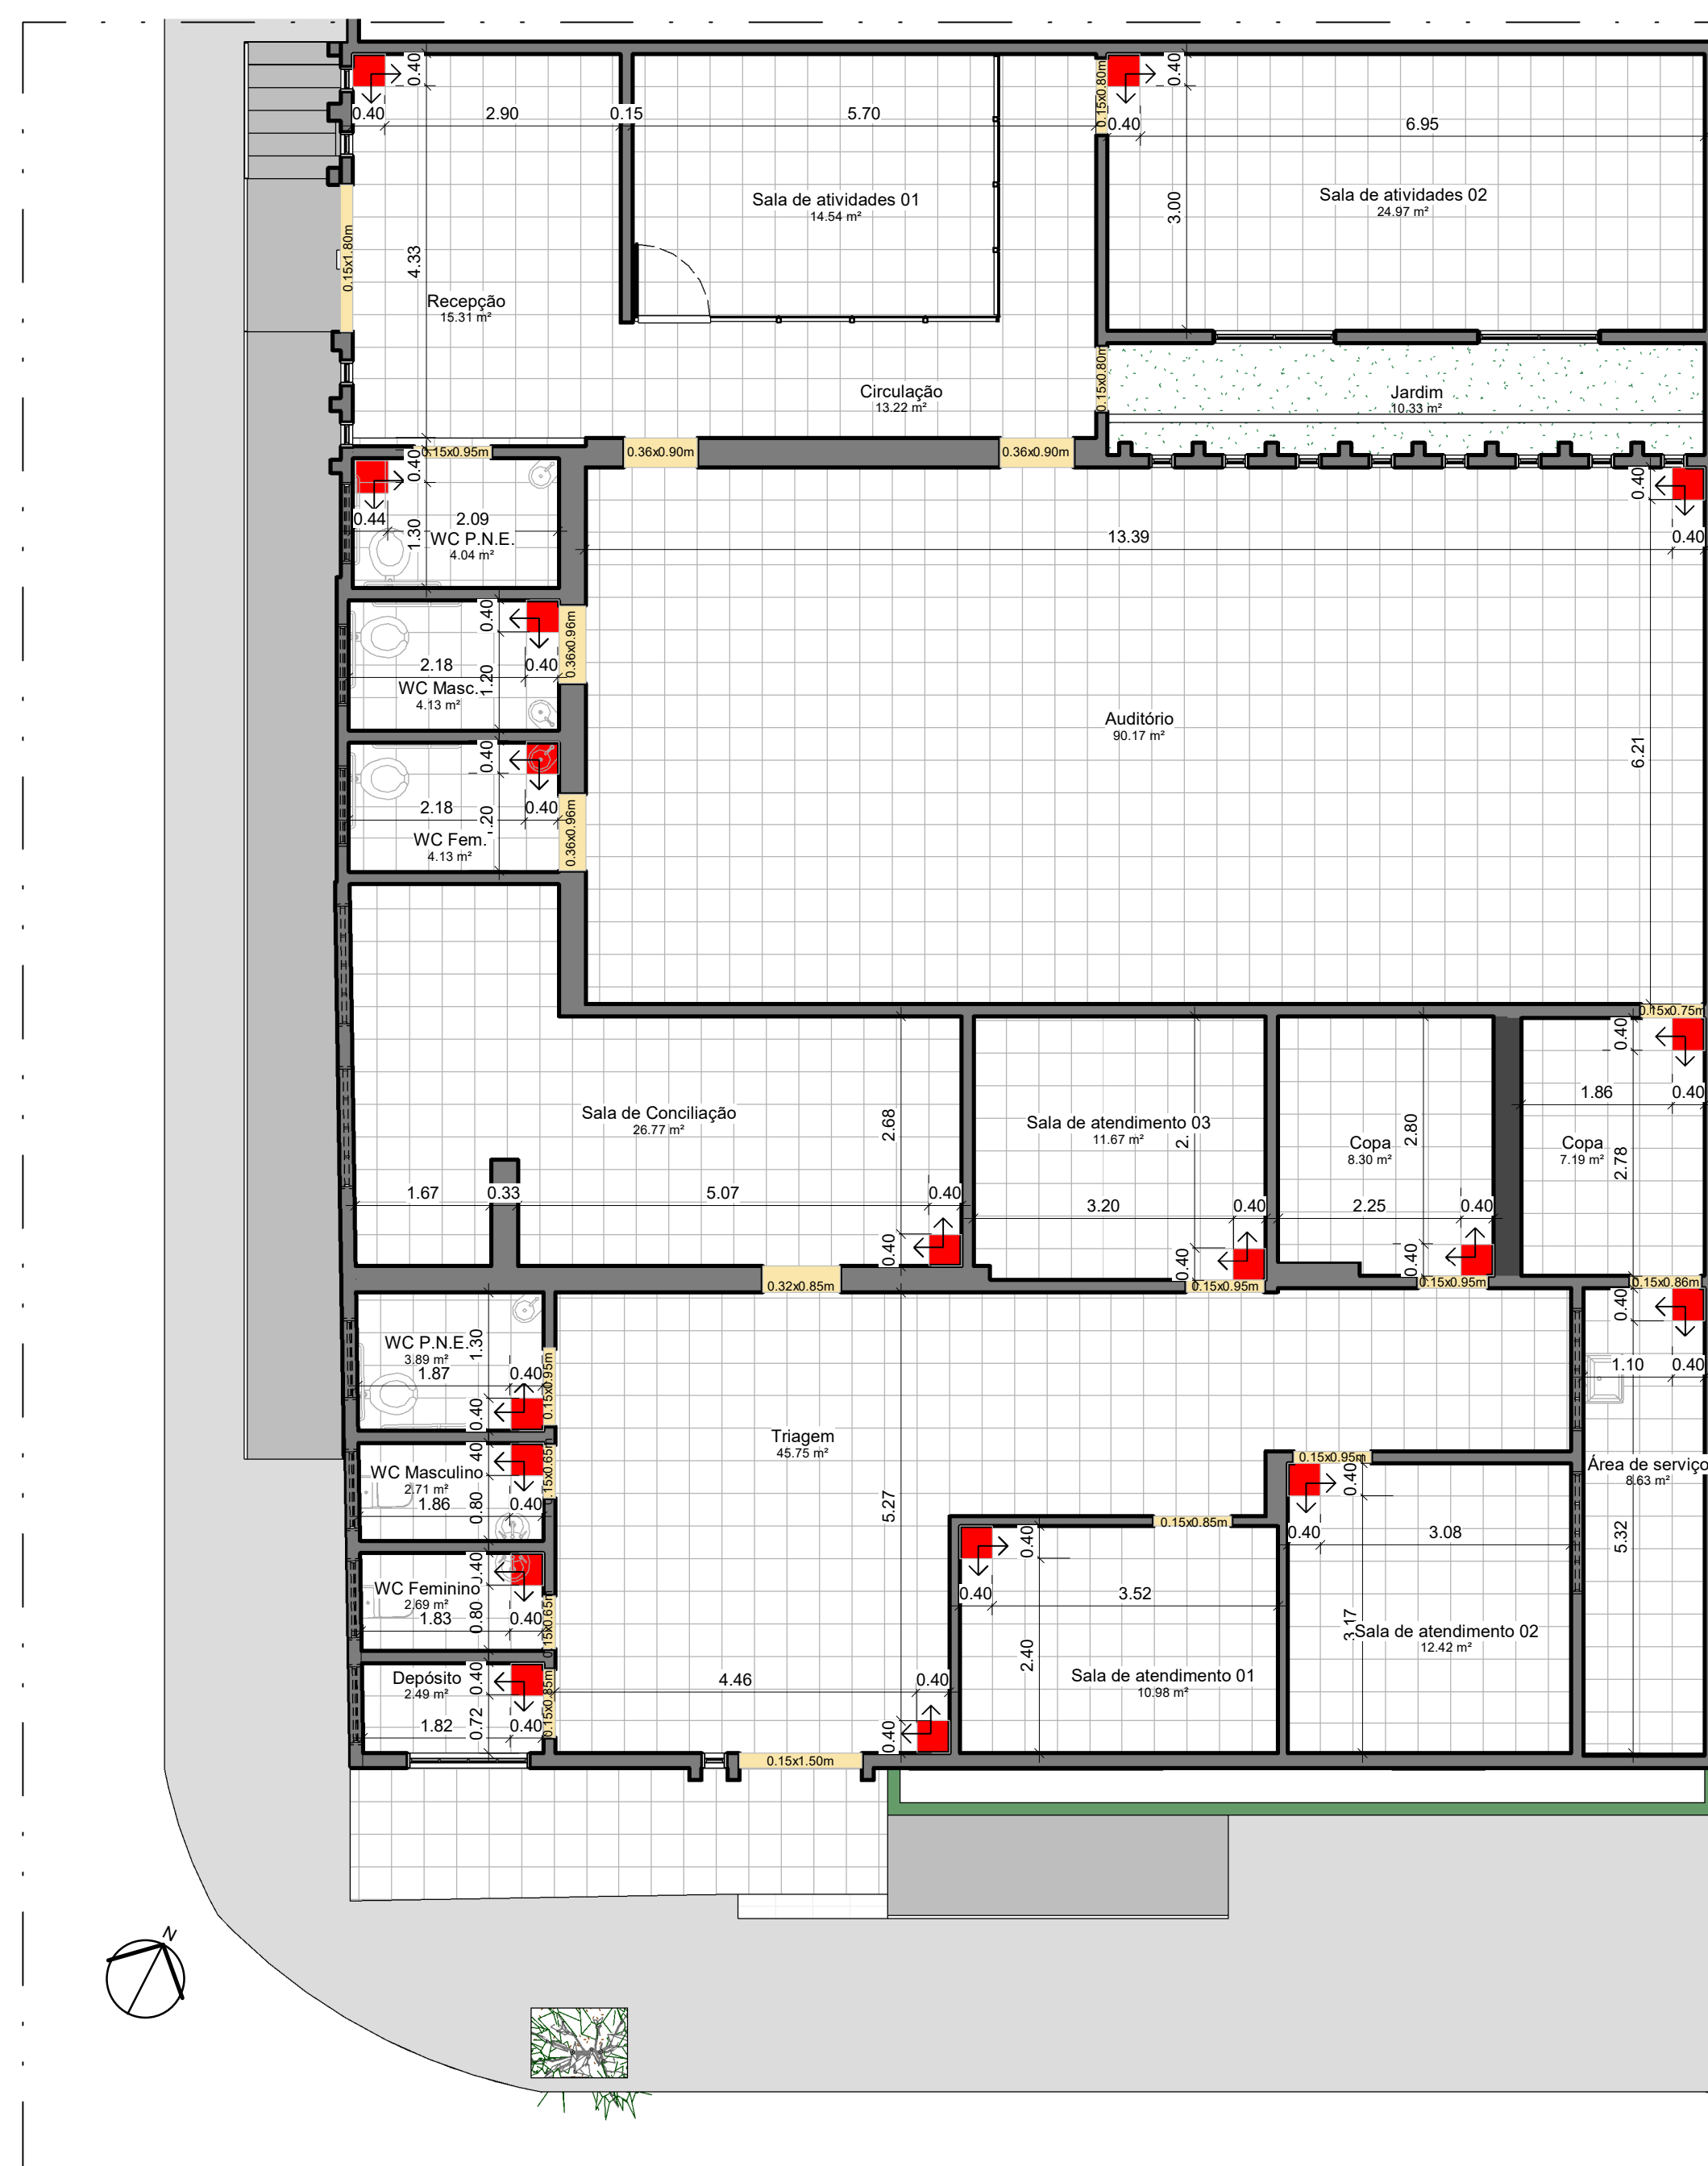 0.40
0.40
2.90
0.15
5.70
0.15x0.80m
0.40
0.40
6.95
Sala de atividades 01
14.54 m²
Sala de atividades 02
24.97 m²
3.00
0.15x1.80m
4.33
Recepção
15.31 m²
Circulação
13.22 m²
0.15x0.80m
Jardim
10.33 m²
0.15x0.95m
0.36x0.90m
0.36x0.90m
0.40
0.44
2.09
1.30
WC P.N.E.
4.04 m²
0.40
0.40
13.39
0.40
2.18
0.40
0.36x0.96m
WC Masc.
4.13 m²
1.20
Auditório
90.17 m²
6.21
0.40
2.18
0.40
0.36x0.96m
WC Fem.
4.13 m²
0.15x0.75m
0.40
1.86
0.40
Sala de Conciliação
26.77 m²
2.68
Sala de atendimento 03
11.67 m²
Copa
8.30 m²
2.80
Copa
7.19 m²
2.78
1.67
0.33
5.07
0.40
0.40
3.20
0.40
0.40
2.25
0.40
0.40
0.32x0.85m
0.15x0.95m
0.15x0.95m
0.15x0.86m
0.40
1.10
0.40
WC P.N.E.
3.89 m²
1.30
1.87
0.40
0.40
0.15x0.95m
Triagem
45.75 m²
5.27
WC Masculino
2.71 m²
1.86
0.80
0.40
0.15x0.65m
0.15x0.95m
0.40
0.40
3.08
Área de serviço
8.63 m²
5.32
0.15x0.85m
0.40
0.40
3.52
2.40
WC Feminino
2.69 m²
1.83
0.40
0.80
0.40
0.15x0.65m
Sala de atendimento 02
12.42 m²
Sala de atendimento 01
10.98 m²
Depósito
2.49 m²
1.82
0.40
0.72
0.40
0.15x0.85m
4.46
0.40
0.40
0.15x1.50m
N